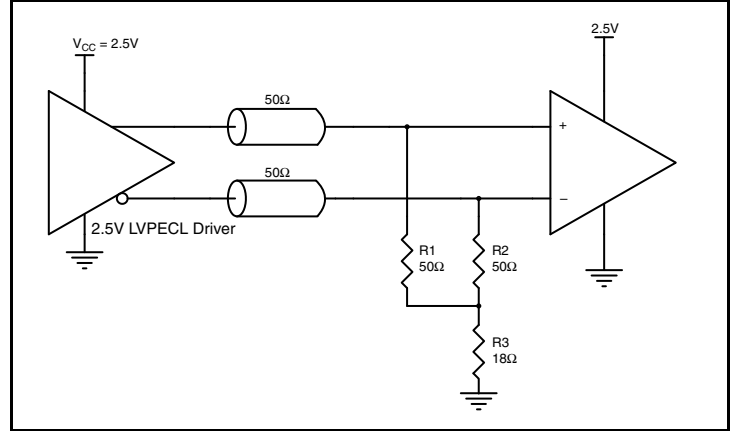 2.5V
V_CC = 2.5V
50Ω
+
50Ω
−
2.5V LVPECL Driver
R1
50Ω
R2
50Ω
R3
18Ω